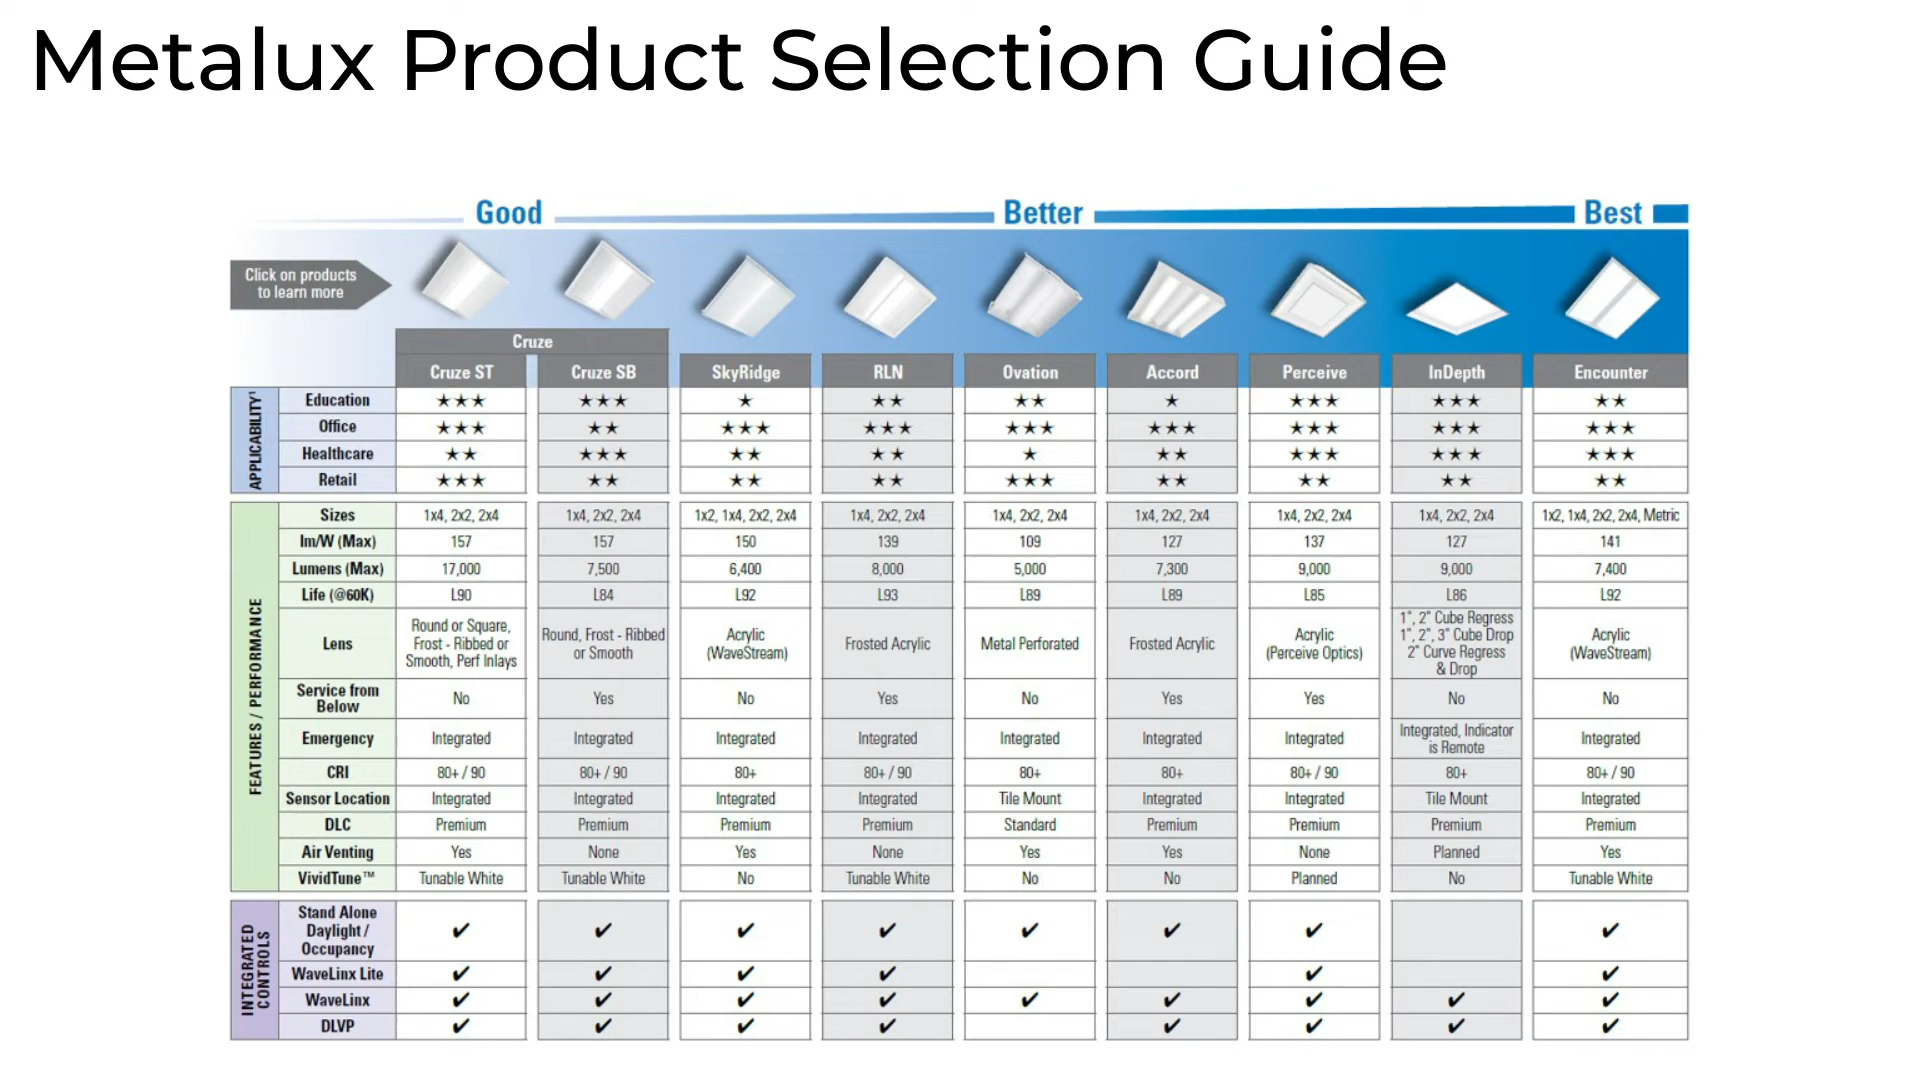 Metalux Product Selection Guide
Good Better Best
Click on products
to learn more
Cruze
Cruze ST Cruze SB SkyRidge RLN Ovation Accord Perceive InDepth Encounter
APPLICABILITY¹
Education ★★★ ★★★ ★ ★★ ★★ ★ ★★★ ★★★ ★★
Office ★★★ ★★ ★★★ ★★★ ★★★ ★★★ ★★★ ★★★ ★★★
Healthcare ★★ ★★★ ★★ ★★ ★ ★★ ★★★ ★★★ ★★★
Retail ★★★ ★★ ★★ ★★ ★★★ ★★ ★★ ★★ ★★
FEATURES / PERFORMANCE
Sizes 1x4, 2x2, 2x4 1x4, 2x2, 2x4 1x2, 1x4, 2x2, 2x4 1x4, 2x2, 2x4 1x4, 2x2, 2x4 1x4, 2x2, 2x4 1x4, 2x2, 2x4 1x4, 2x2, 2x4 1x2, 1x4, 2x2, 2x4, Metric
lm/W (Max) 157 157 150 139 109 127 137 127 141
Lumens (Max) 17,000 7,500 6,400 8,000 5,000 7,300 9,000 9,000 7,400
Life (@60K) L90 L84 L92 L93 L89 L89 L85 L86 L92
Lens
Round or Square,
Frost - Ribbed or
Smooth, Perf Inlays
Round, Frost - Ribbed
or Smooth
Acrylic
(WaveStream)
Frosted Acrylic
Metal Perforated
Frosted Acrylic
Acrylic
(Perceive Optics)
1", 2" Cube Regress
1", 2", 3" Cube Drop
2" Curve Regress
& Drop
Acrylic
(WaveStream)
Service from
Below
No Yes No Yes No Yes Yes No No
Emergency Integrated Integrated Integrated Integrated Integrated Integrated Integrated
Integrated, Indicator
is Remote
Integrated
CRI 80+ / 90 80+ / 90 80+ 80+ / 90 80+ 80+ 80+ / 90 80+ 80+ / 90
Sensor Location Integrated Integrated Integrated Integrated Tile Mount Integrated Integrated Tile Mount Integrated
DLC Premium Premium Premium Premium Standard Premium Premium Premium Premium
Air Venting Yes None Yes None Yes Yes None Planned Yes
VividTune™ Tunable White Tunable White No Tunable White No No Planned No Tunable White
INTEGRATED
CONTROLS
Stand Alone
Daylight /
Occupancy
✔ ✔ ✔ ✔ ✔ ✔ ✔ ✔
WaveLinx Lite ✔ ✔ ✔ ✔ ✔ ✔
WaveLinx ✔ ✔ ✔ ✔ ✔ ✔ ✔ ✔ ✔
DLVP ✔ ✔ ✔ ✔ ✔ ✔ ✔ ✔